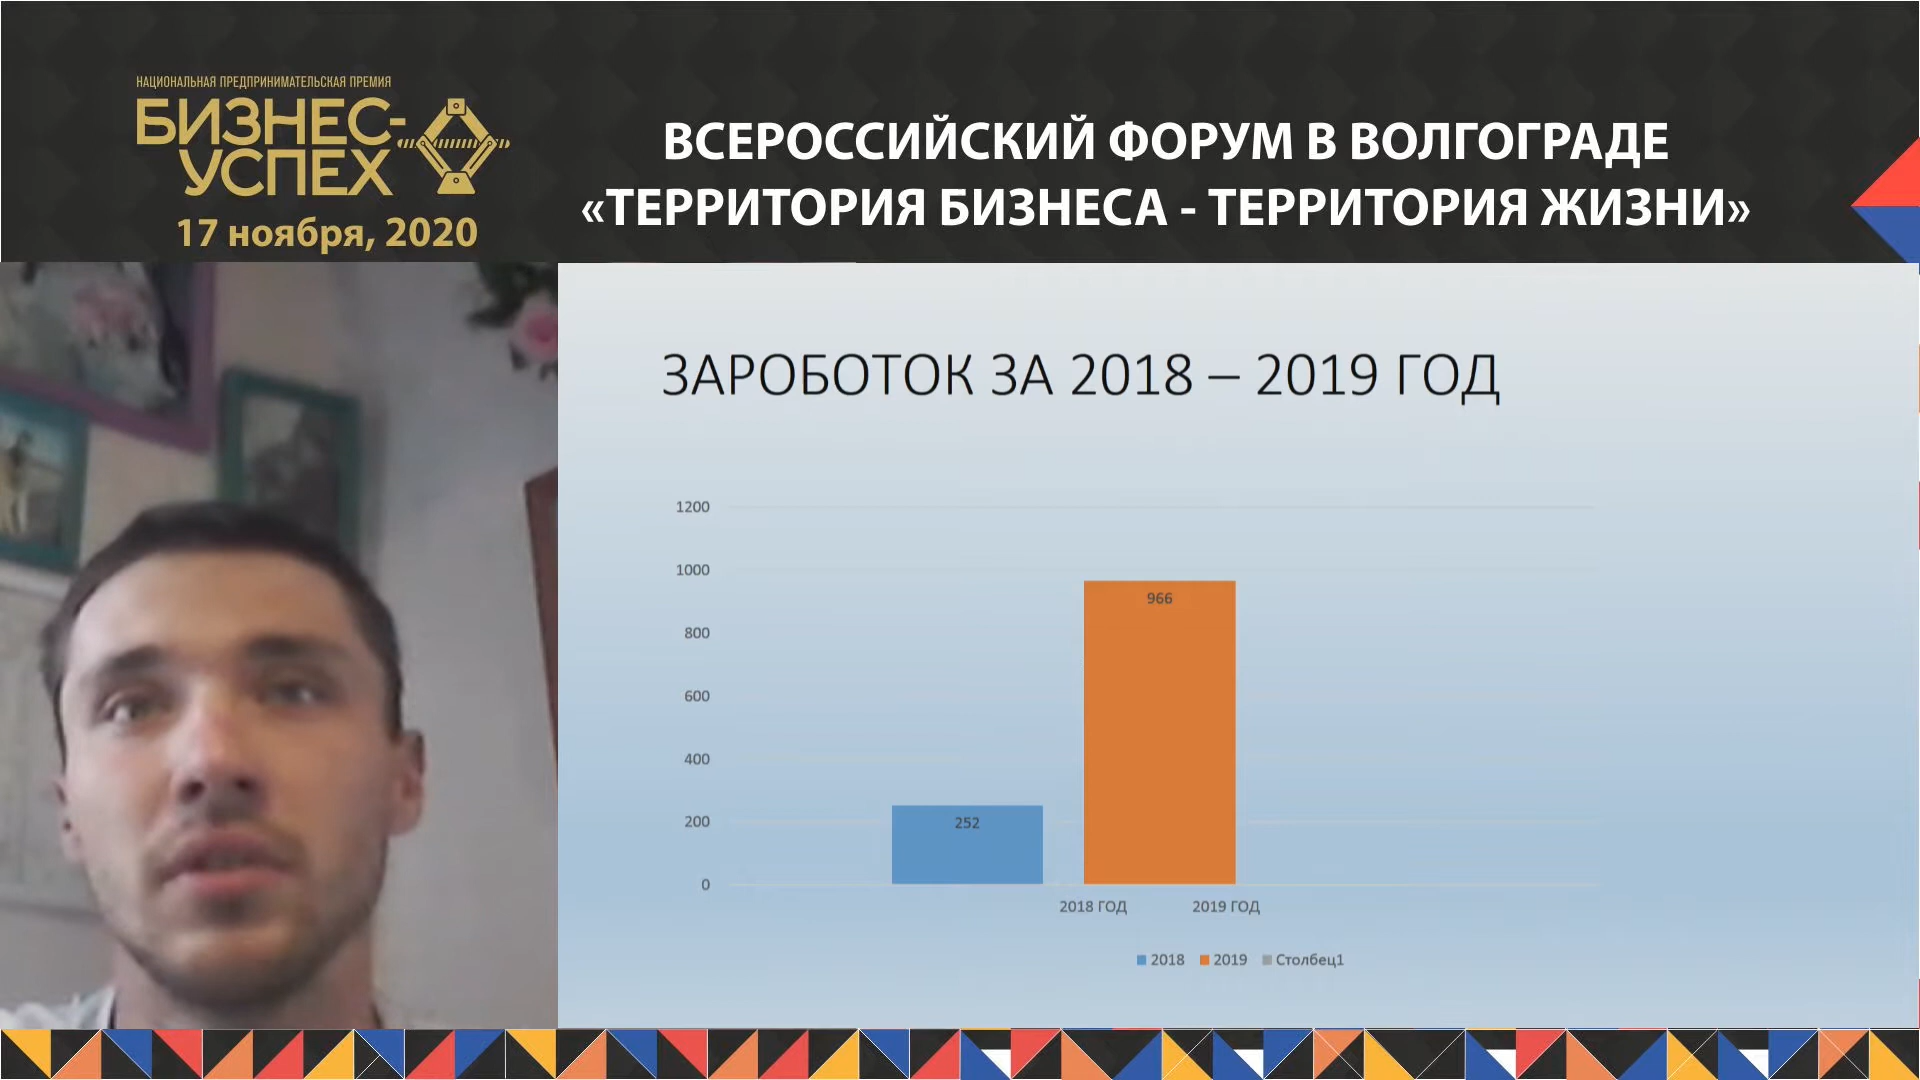 НАЦИОНАЛЬНАЯ ПРЕДПРИНИМАТЕЛЬСКАЯ ПРЕМИЯ
БИЗНЕС-
УСПЕХ
17 ноября, 2020
ВСЕРОССИЙСКИЙ ФОРУМ В ВОЛГОГРАДЕ
«ТЕРРИТОРИЯ БИЗНЕСА - ТЕРРИТОРИЯ ЖИЗНИ»
ЗАРОБОТОК ЗА 2018 – 2019 ГОД
1200
1000
800
600
400
200
0
966
252
2018 ГОД 2019 ГОД
2018 2019 Столбец1